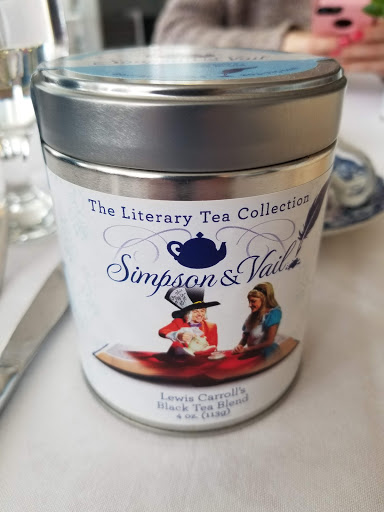 The Literary Tea Collection
Simpson & Vail
Lewis Carroll's
Black Tea Blend
4 oz. (113g)